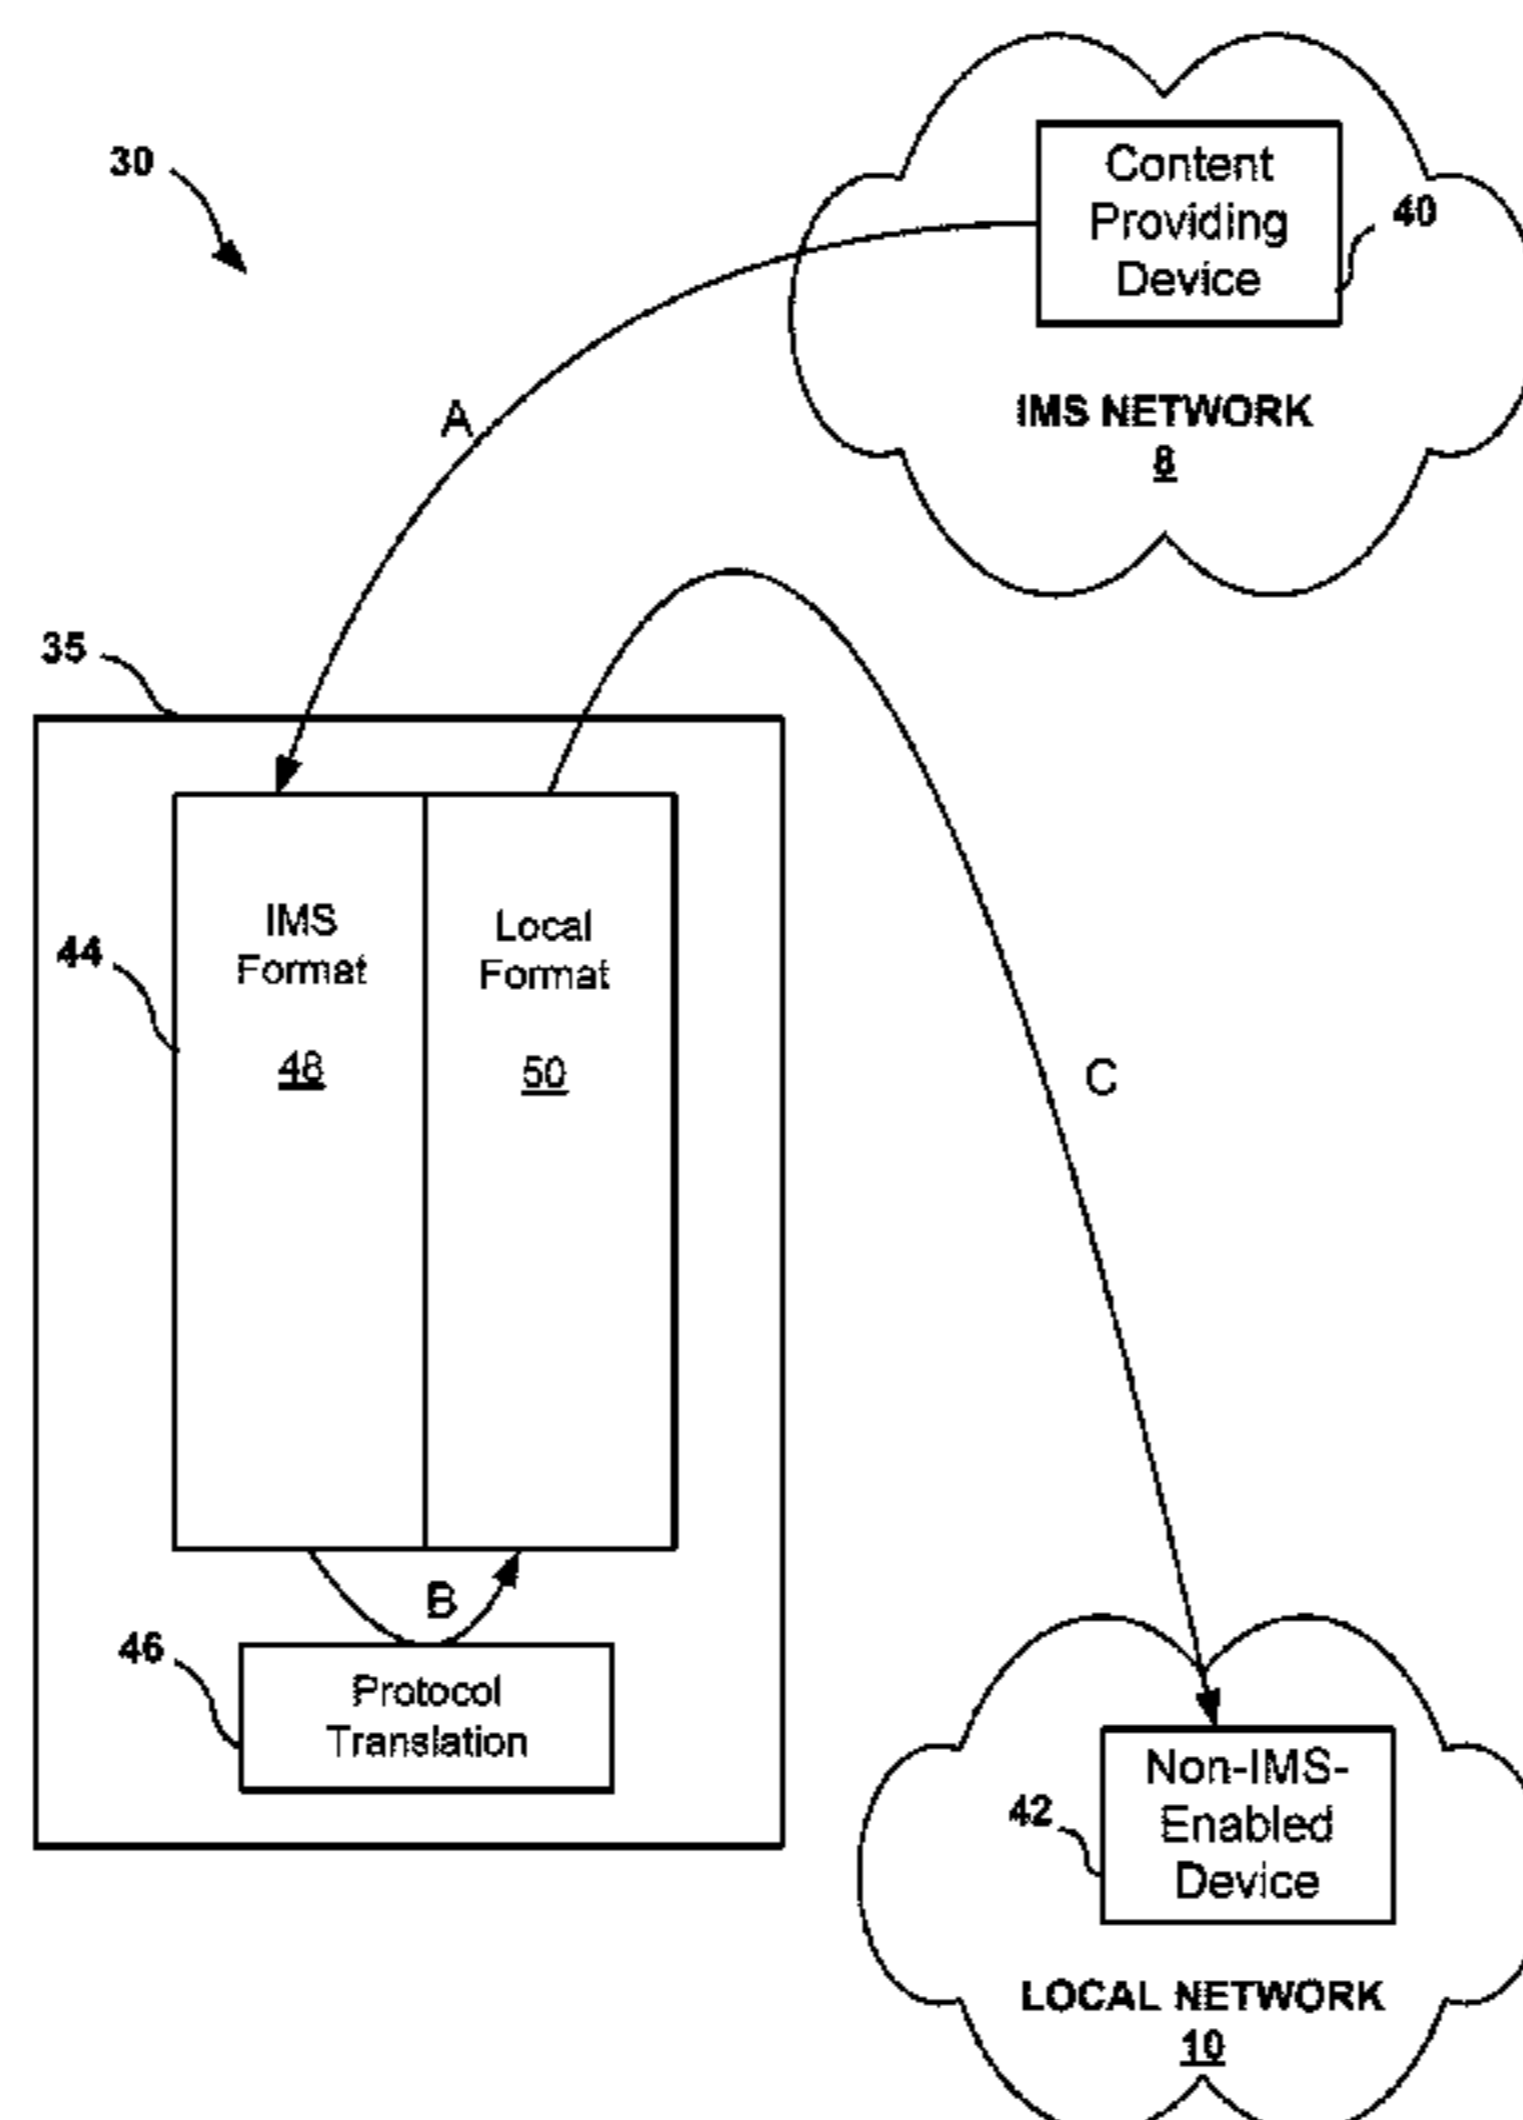 30
Content
Providing
Device
40
IMS NETWORK
8
A
35
IMS
Format
48
Local
Format
50
44
C
B
46
Protocol
Translation
Non-IMS-
Enabled
Device
42
LOCAL NETWORK
10